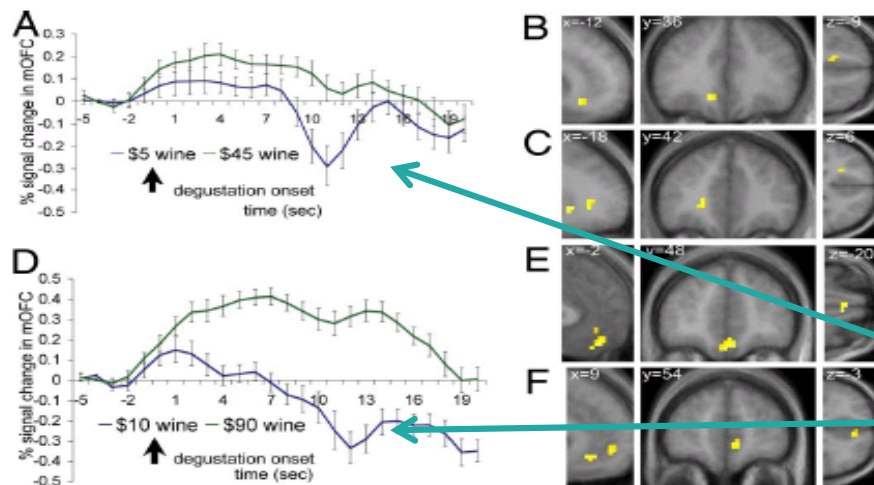 A
% signal change in mOFC
0.3
0.2
0.1
0
-0.1
-0.2
-0.3
-0.4
-0.5
-5 -2 1 4 7 10 13 16 19
$5 wine $45 wine
degustation onset
time (sec)
B
x=-12 y=36 z=-9
C
x=-18 y=42 z=6
D
% signal change in mOFC
0.5
0.4
0.3
0.2
0.1
0
-0.1
-0.2
-0.3
-0.4
-0.5
-5 -2 1 4 7 10 13 16 19
$10 wine $90 wine
degustation onset
time (sec)
E
x=-2 y=48 z=-20
F
x=9 y=54 z=-3